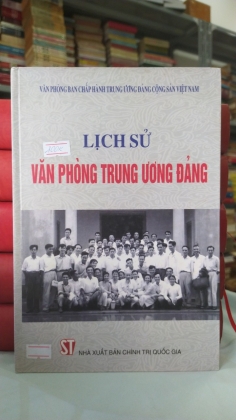 VĂN PHÒNG BAN CHẤP HÀNH TRUNG ƯƠNG ĐẢNG CỘNG SẢN VIỆT NAM
LỊCH SỬ
VĂN PHÒNG TRUNG ƯƠNG ĐẢNG
ST
NHÀ XUẤT BẢN CHÍNH TRỊ QUỐC GIA